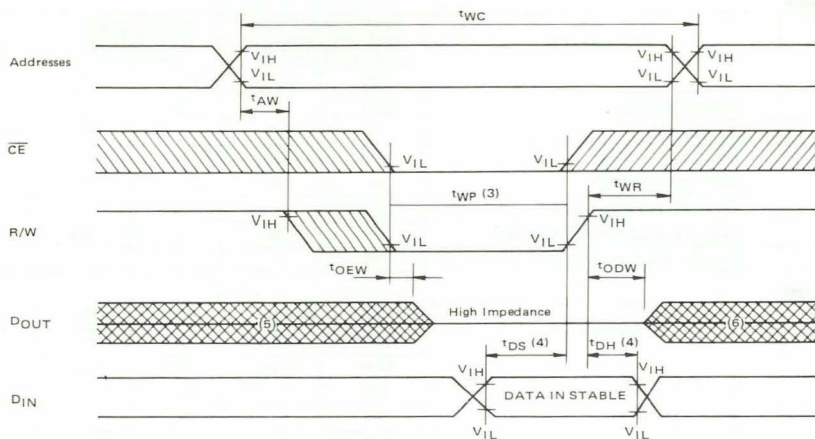 tWC
Addresses
VIH
VIL
VIH
VIL
VIH
VIL
tAW
CE
VIL
VIL
tWP (3)
tWR
R/W
VIH
VIL
VIL
VIH
tOEW
tODW
DOUT
(5)
High Impedance
(6)
tDS (4)
tDH (4)
DIN
VIH
VIL
DATA IN STABLE
VIH
VIL